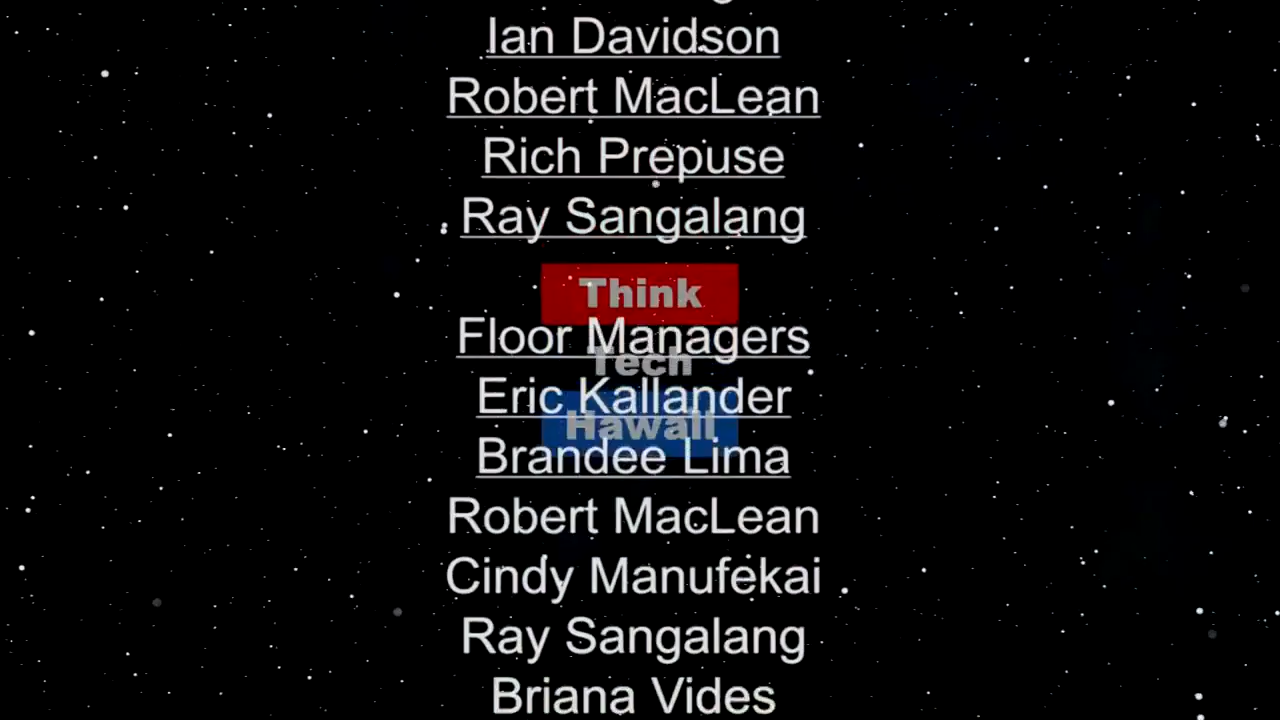 Ian Davidson
Robert MacLean
Rich Prepuse
Ray Sangalang
Think
Floor Managers
Tech
Eric Kallander
Hawaii
Brandee Lima
Robert MacLean
Cindy Manufekai
Ray Sangalang
Briana Vides